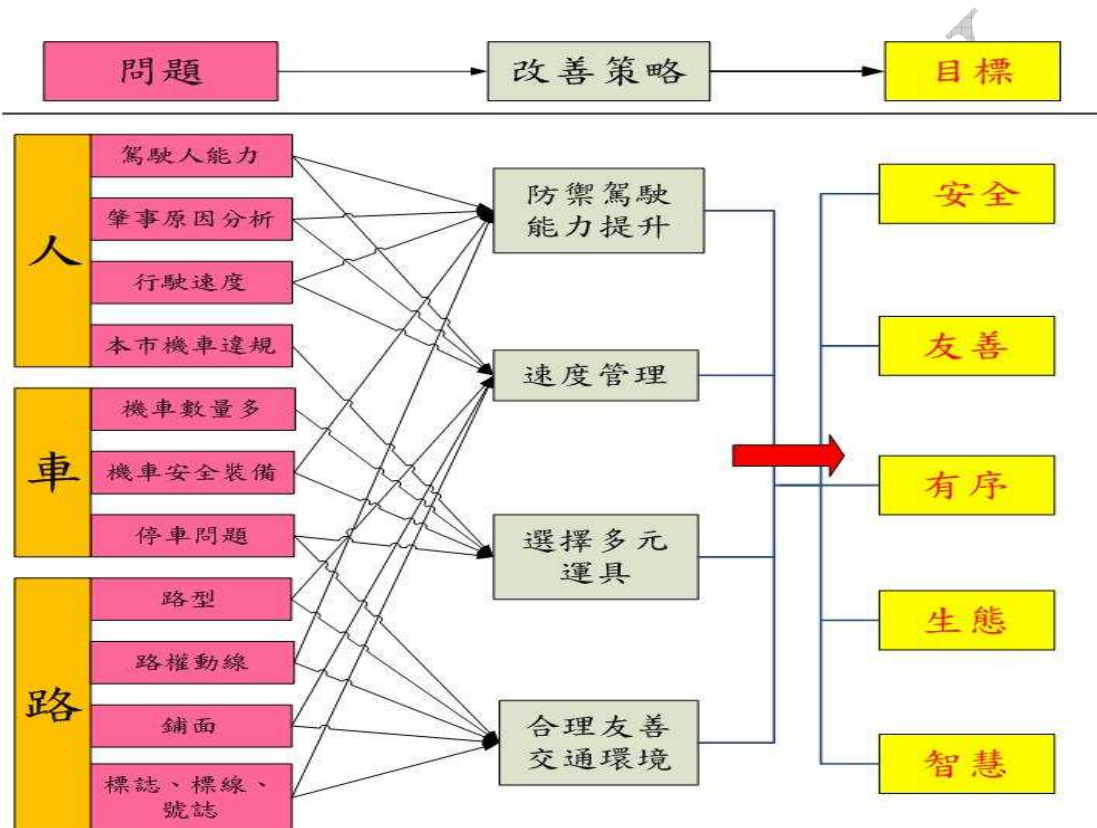 問題
改善策略
目標
人
駕駛人能力
肇事原因分析
行駛速度
本市機車違規
車
機車數量多
機車安全裝備
停車問題
路
路型
路權動線
鋪面
標誌、標線、
號誌
防禦駕駛
能力提升
速度管理
選擇多元
運具
合理友善
交通環境
安全
友善
有序
生態
智慧